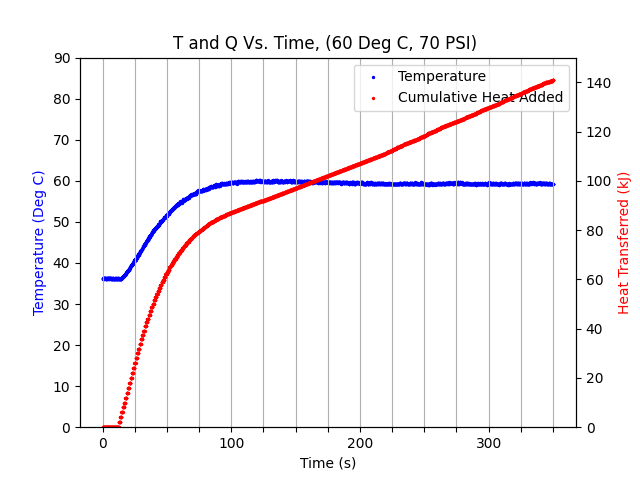 T and Q Vs. Time, (60 Deg C, 70 PSI)
Temperature
Cumulative Heat Added
Temperature (Deg C)
0
10
20
30
40
50
60
70
80
90
Heat Transferred (kJ)
0
20
40
60
80
100
120
140
0 100 200 300
Time (s)